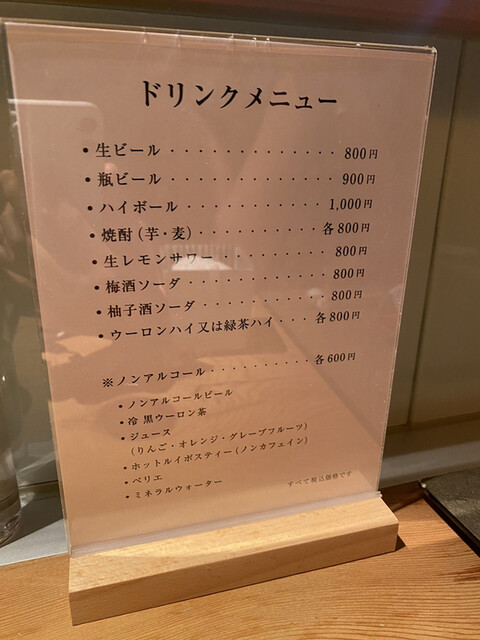 ドリンクメニュー
• 生ビール ・・・・・・・・・・・・・ 800円
• 瓶ビール ・・・・・・・・・・・・・ 900円
• ハイボール ・・・・・・・・・・・ 1,000円
• 焼酎 (芋・麦) ・・・・・・・・・・ 各800円
• 生レモンサワー ・・・・・・・・・・ 800円
• 梅酒ソーダ ・・・・・・・・・・・ 800円
• 柚子酒ソーダ ・・・・・・・・・・ 800円
• ウーロンハイ又は緑茶ハイ・・・ 各800円
※ノンアルコール・・・・・・・・・・ 各600円
• ノンアルコールビール
• 冷 黒ウーロン茶
• ジュース
(りんご・オレンジ・グレープフルーツ)
• ホットルイボスティー(ノンカフェイン)
• ペリエ
• ミネラルウォーター
すべて税込価格です